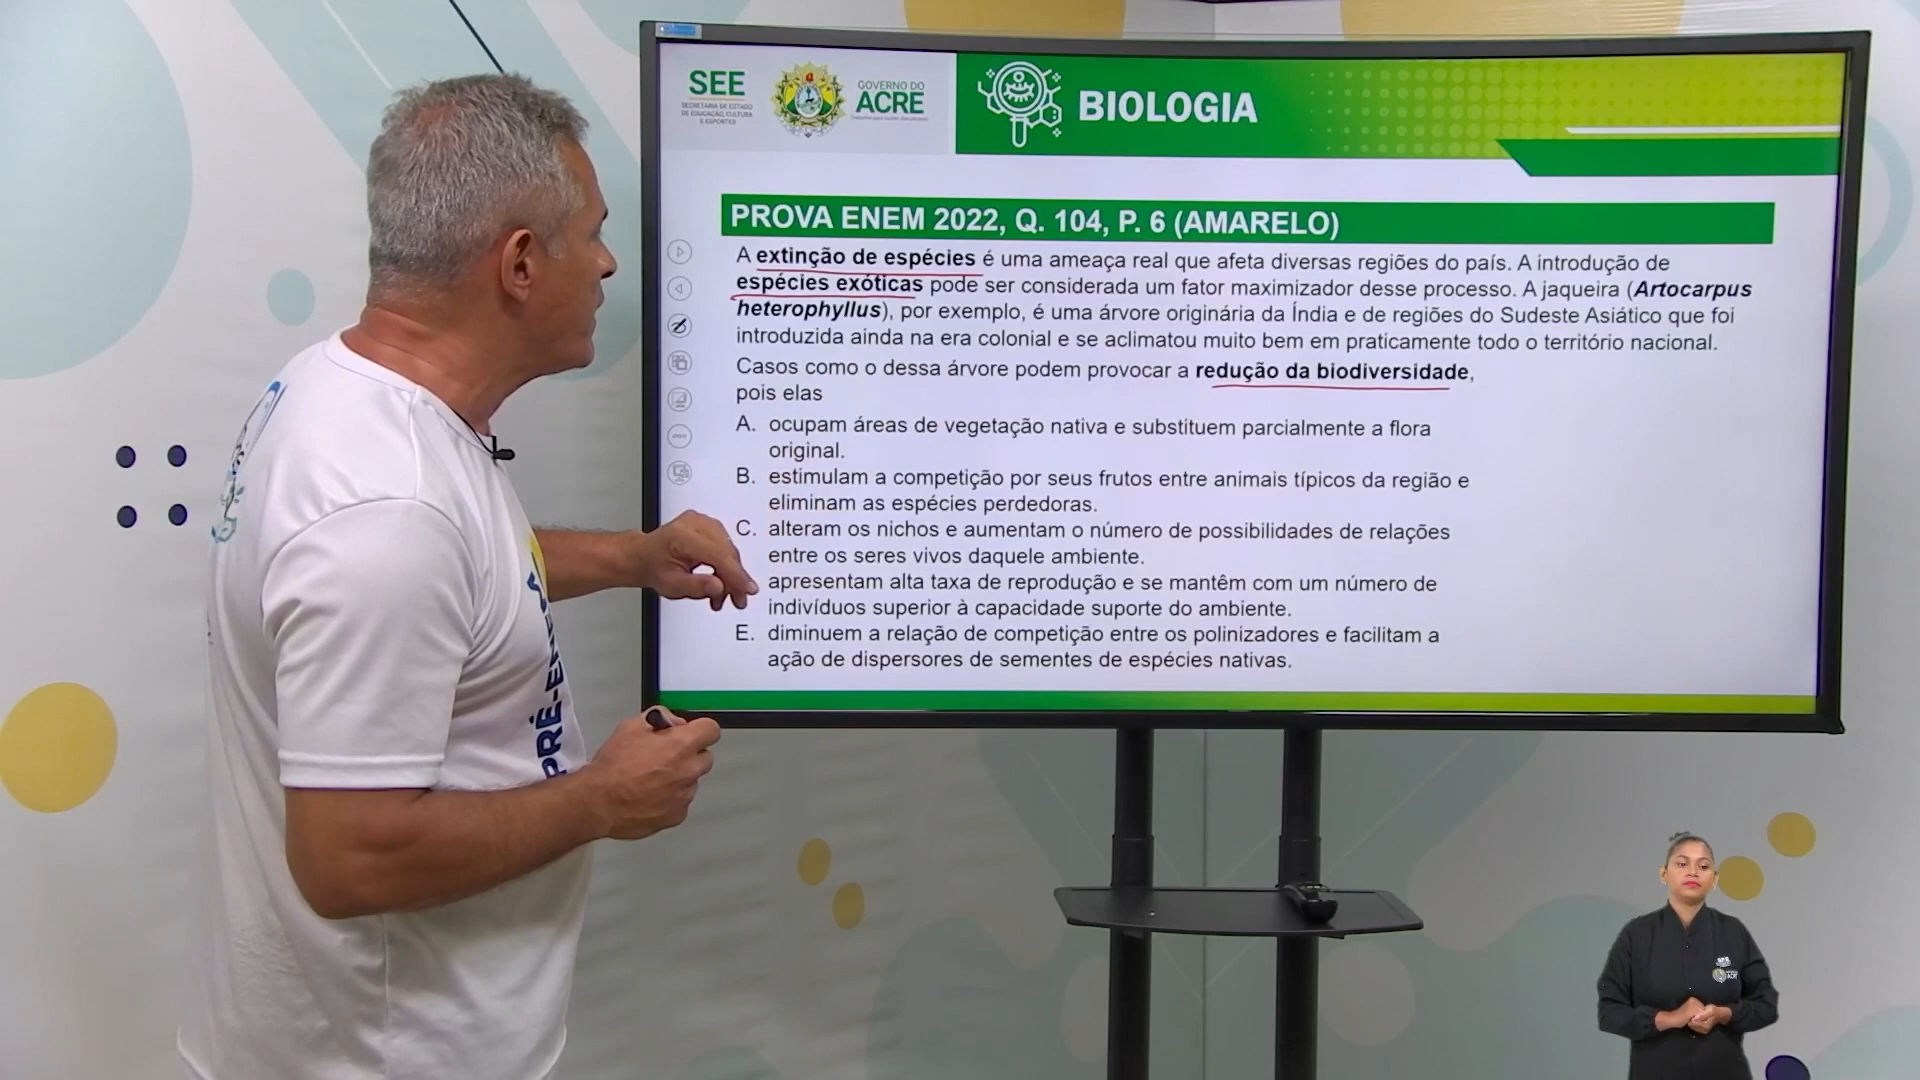 SEE
SECRETARIA DE ESTADO
DE EDUCAÇÃO, CULTURA
E ESPORTES
GOVERNO DO
ACRE
BIOLOGIA
PROVA ENEM 2022, Q. 104, P. 6 (AMARELO)
A extinção de espécies é uma ameaça real que afeta diversas regiões do país. A introdução de
espécies exóticas pode ser considerada um fator maximizador desse processo. A jaqueira (Artocarpus
heterophyllus), por exemplo, é uma árvore originária da Índia e de regiões do Sudeste Asiático que foi
introduzida ainda na era colonial e se aclimatou muito bem em praticamente todo o território nacional.
Casos como o dessa árvore podem provocar a redução da biodiversidade,
pois elas
A. ocupam áreas de vegetação nativa e substituem parcialmente a flora
original.
B. estimulam a competição por seus frutos entre animais típicos da região e
eliminam as espécies perdedoras.
C. alteram os nichos e aumentam o número de possibilidades de relações
entre os seres vivos daquele ambiente.
apresentam alta taxa de reprodução e se mantêm com um número de
indivíduos superior à capacidade suporte do ambiente.
E. diminuem a relação de competição entre os polinizadores e facilitam a
ação de dispersores de sementes de espécies nativas.
PRÉ-ENE